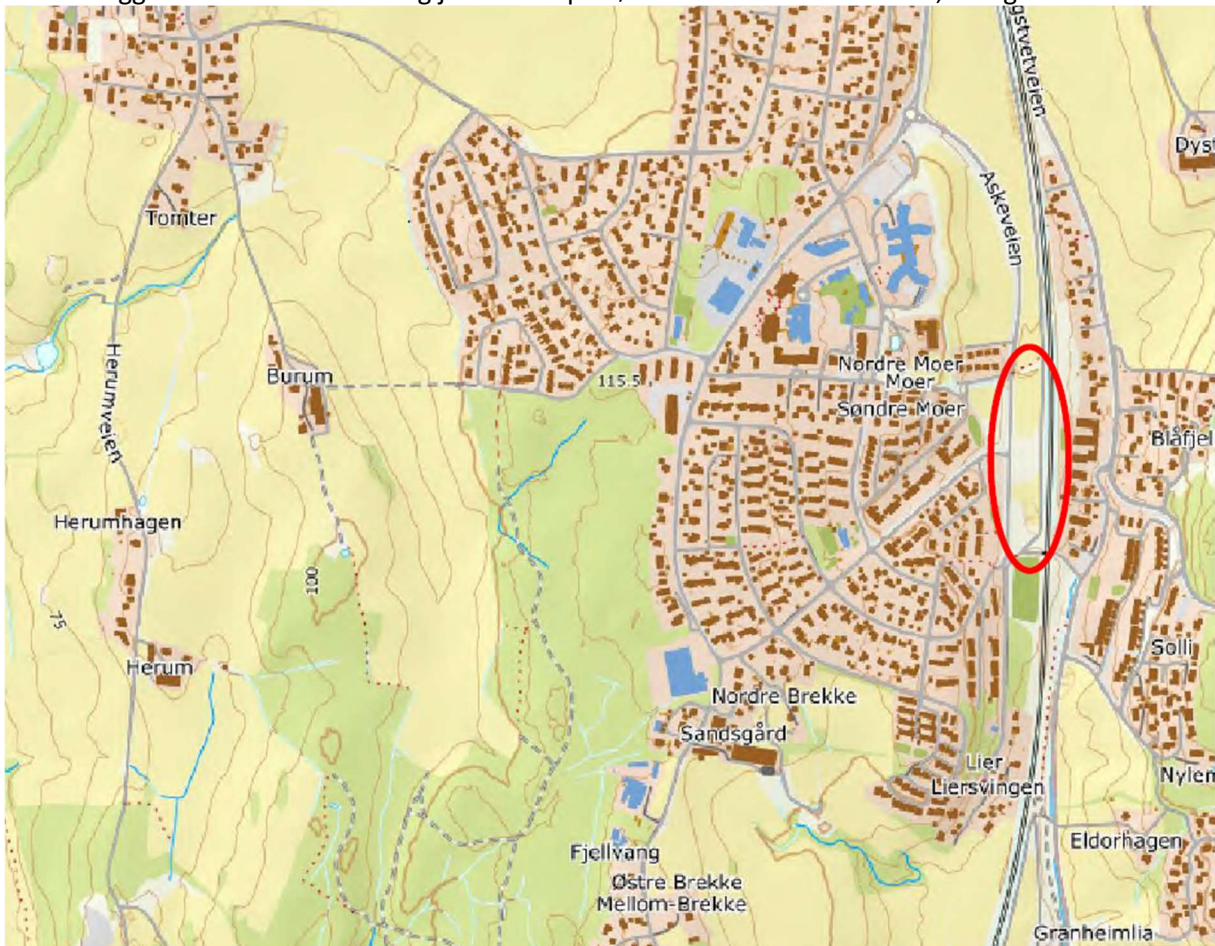 gstvetveien
Dyst
Askeveien
Tomter
Herumveien
Burum
115.5
Nordre Moer
Moer
Søndre Moer
Blåfjel
Herumhagen
100
75
Herum
Solli
Nordre Brekke
Sandsgård
Lier
Liersvingen
Nylen
Eldorhagen
Fjellvang
Østre Brekke
Mellom-Brekke
Granheimlia